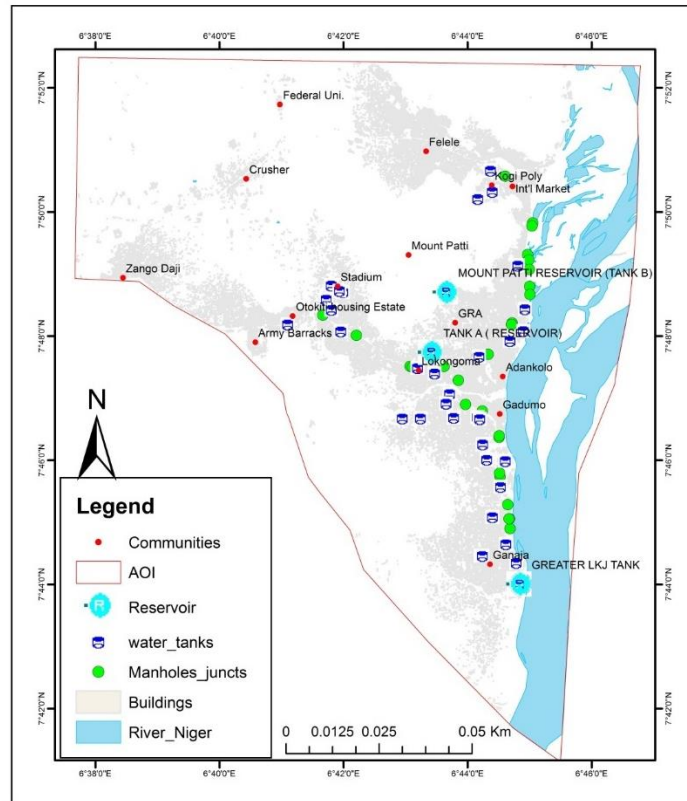 6°38'0"E 6°40'0"E 6°42'0"E 6°44'0"E 6°46'0"E
7°52'0"N 7°52'0"N
Federal Uni.
Felele
Crusher
Kogi Poly
Int'l Market
7°50'0"N 7°50'0"N
Mount Patti
Zango Daji
Stadium
MOUNT PATTI RESERVOIR (TANK B)
Otokiti housing Estate
GRA
Army Barracks
TANK A ( RESERVOIR)
7°48'0"N 7°48'0"N
Lokongoma
Adankolo
Gadumo
N
7°46'0"N 7°46'0"N
Ganaja
GREATER LKJ TANK
7°44'0"N 7°44'0"N
7°42'0"N 7°42'0"N
Legend
Communities
AOI
R Reservoir
water_tanks
Manholes_juncts
Buildings
River_Niger
0 0.0125 0.025 0.05 Km
6°38'0"E 6°40'0"E 6°42'0"E 6°44'0"E 6°46'0"E